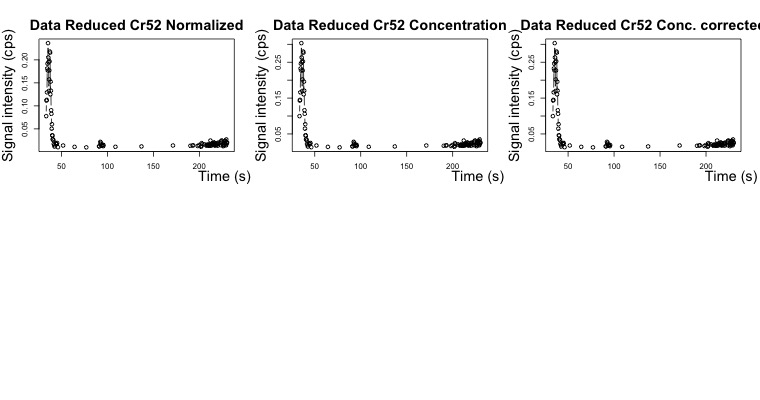 Data Reduced Cr52 Normalized
Signal intensity (cps)
0.05 0.10 0.15 0.20
50 100 150 200
Time (s)
Data Reduced Cr52 Concentration
Signal intensity (cps)
0.05 0.15 0.25
50 100 150 200
Time (s)
Data Reduced Cr52 Conc. corrected
Signal intensity (cps)
0.05 0.15 0.25
50 100 150 200
Time (s)